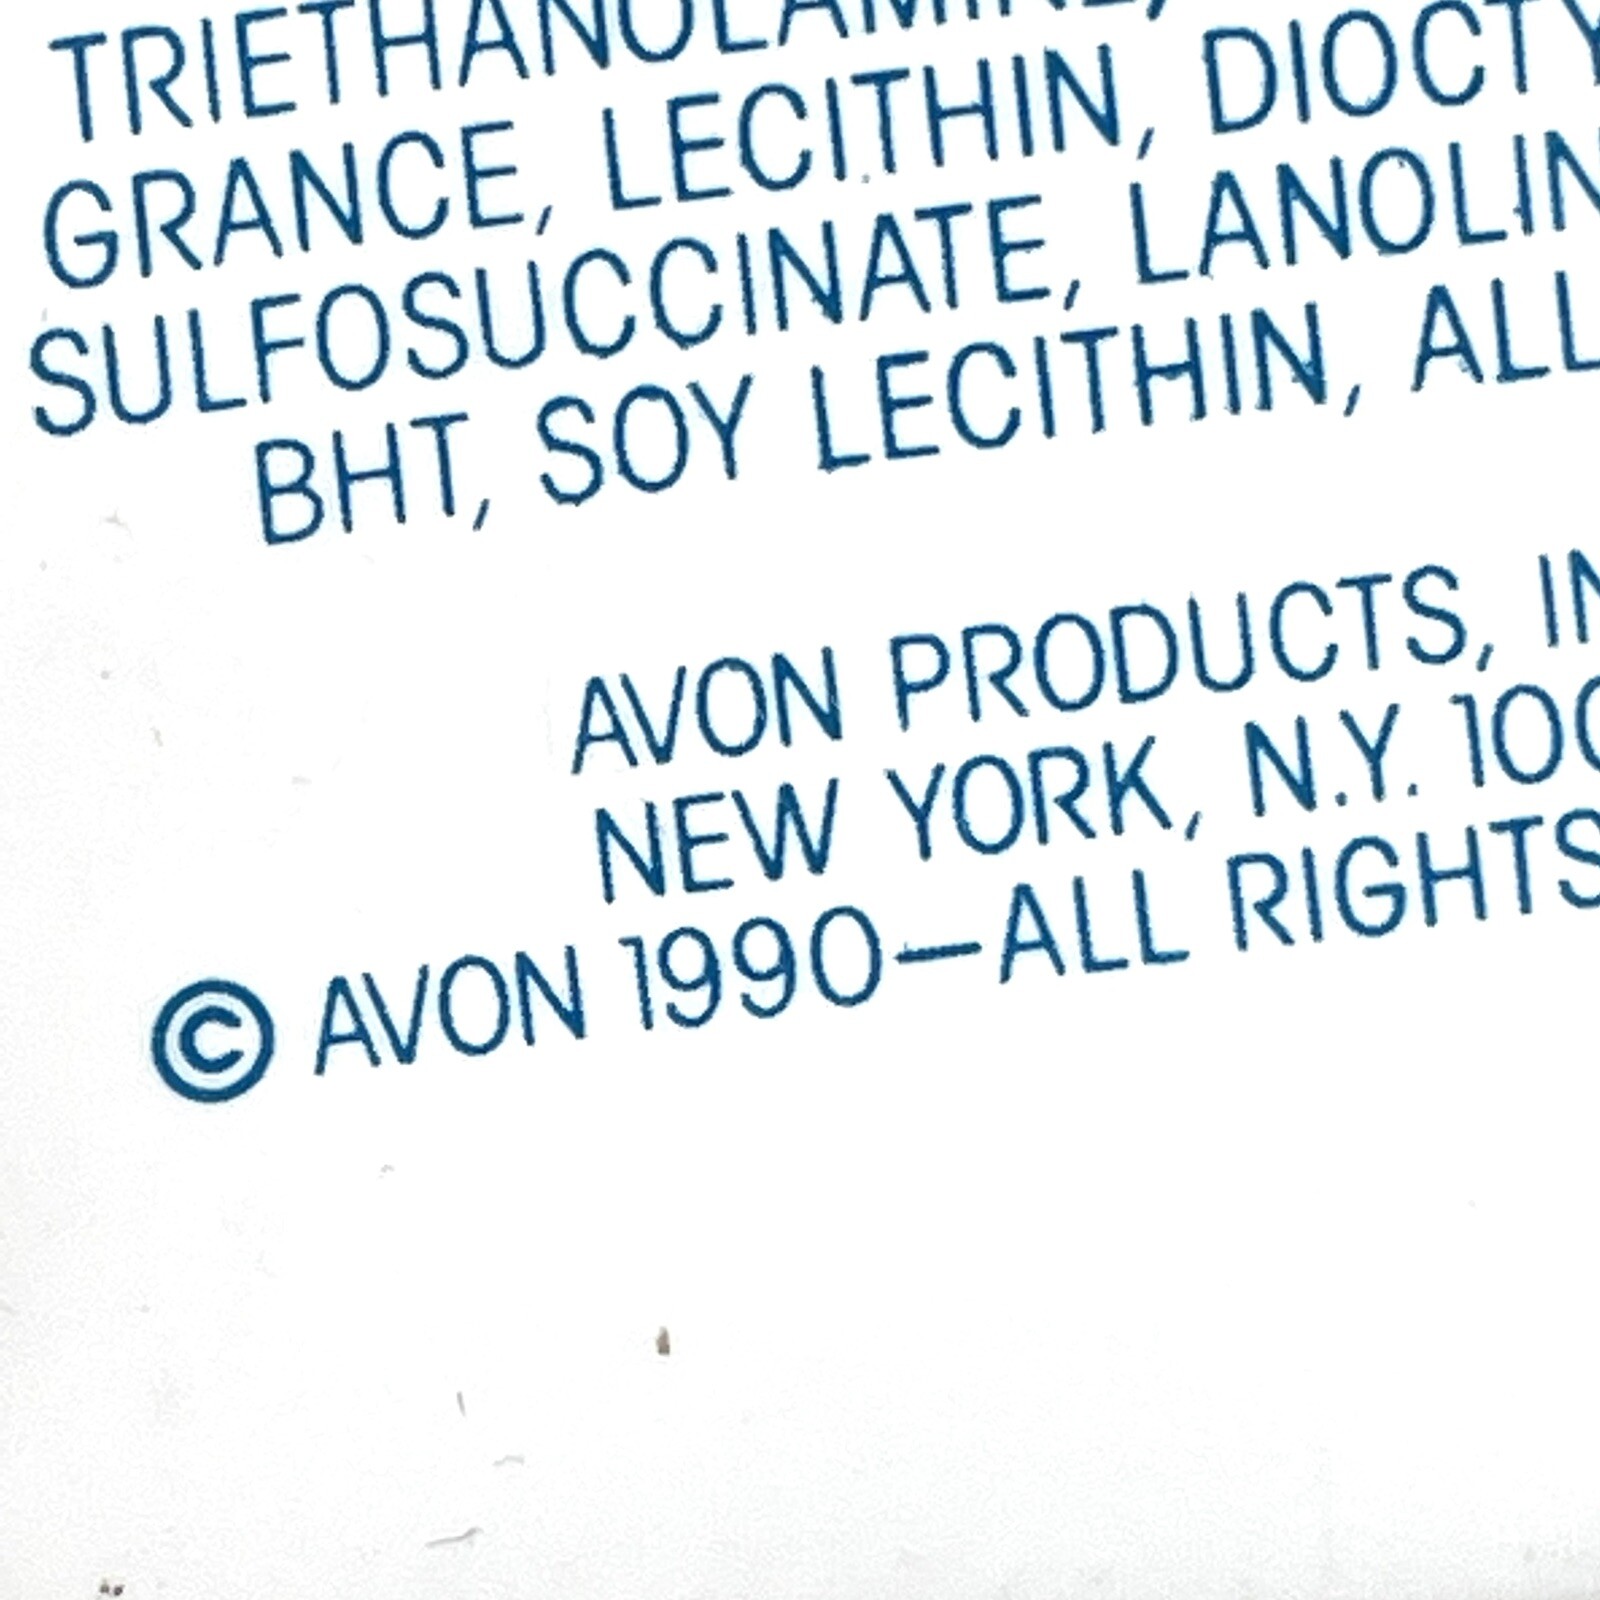 TRIETHANOLAMINE,
GRANCE, LECITHIN, DIOCTY
SULFOSUCCINATE, LANOLIN
BHT, SOY LECITHIN, ALL
AVON PRODUCTS, IN
NEW YORK, N.Y. 100
© AVON 1990—ALL RIGHTS